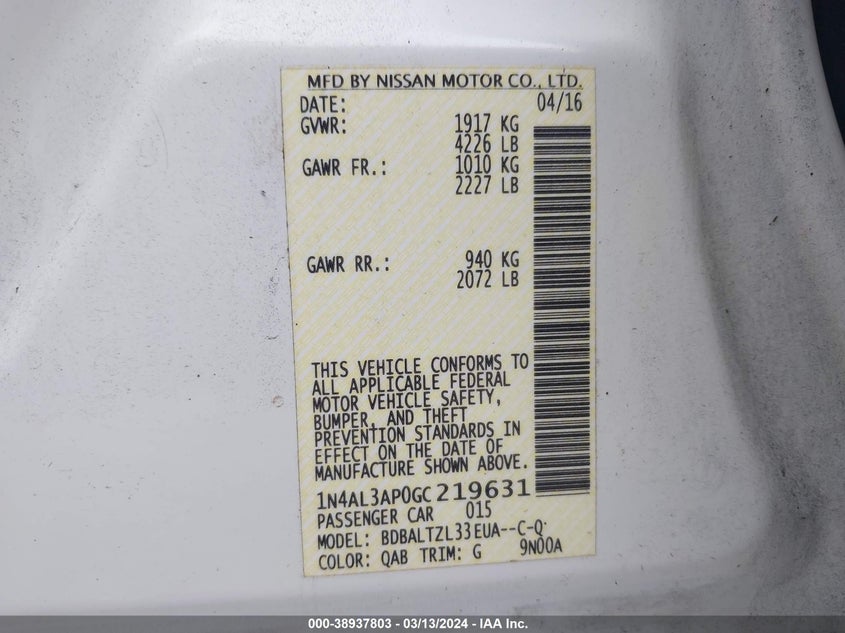 MFD BY NISSAN MOTOR CO., LTD.
DATE: 04/16
GVWR: 1917 KG
4226 LB
GAWR FR.: 1010 KG
2227 LB
GAWR RR.: 940 KG
2072 LB
THIS VEHICLE CONFORMS TO
ALL APPLICABLE FEDERAL
MOTOR VEHICLE SAFETY,
BUMPER, AND THEFT
PREVENTION STANDARDS IN
EFFECT ON THE DATE OF
MANUFACTURE SHOWN ABOVE.
1N4AL3AP0GC219631
PASSENGER CAR 015
MODEL: BDBALTZL33EUA--C-Q
COLOR: QAB TRIM: G 9N00A
000-38937803 - 03/13/2024 - IAA Inc.